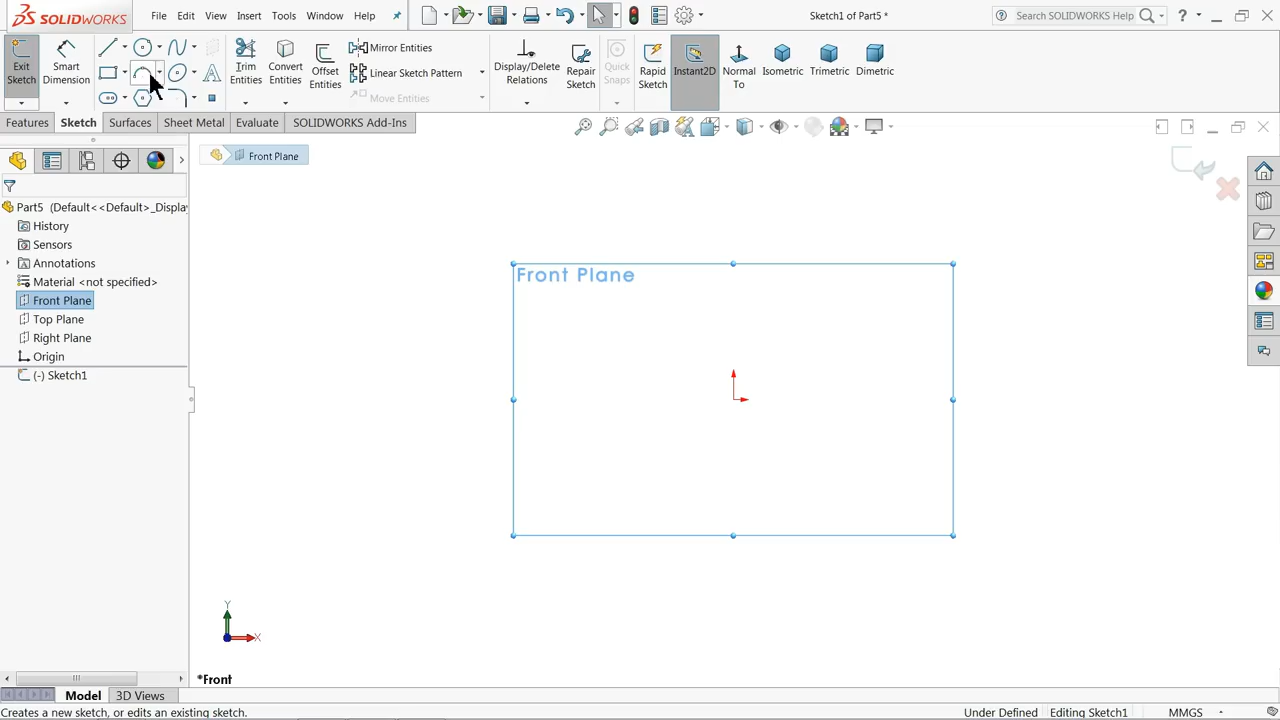 SOLIDWORKS
File Edit View Insert Tools Window Help
Sketch1 of Part5 *
Search SOLIDWORKS Help
?
Exit Sketch
Smart Dimension
Trim Entities
Convert Entities
Offset Entities
Mirror Entities
Linear Sketch Pattern
Move Entities
Display/Delete Relations
Repair Sketch
Quick Snaps
Rapid Sketch
Instant2D
Normal To
Isometric
Trimetric
Dimetric
Features Sketch Surfaces Sheet Metal Evaluate SOLIDWORKS Add-Ins
Front Plane
Part5 (Default<<Default>_Displa
History
Sensors
Annotations
Material <not specified>
Front Plane
Top Plane
Right Plane
Origin
(-) Sketch1
Front Plane
Y
X
*Front
Model 3D Views
Creates a new sketch, or edits an existing sketch.
Under Defined Editing Sketch1 MMGS